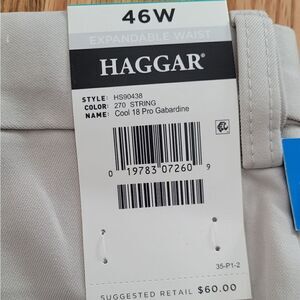 46W
EXPANDABLE WAIST
HAGGAR®
STYLE: HS90438
COLOR: 270 STRING
NAME: Cool 18 Pro Gabardine
0 19783 07260 9
35-P1-2
SUGGESTED RETAIL $60.00